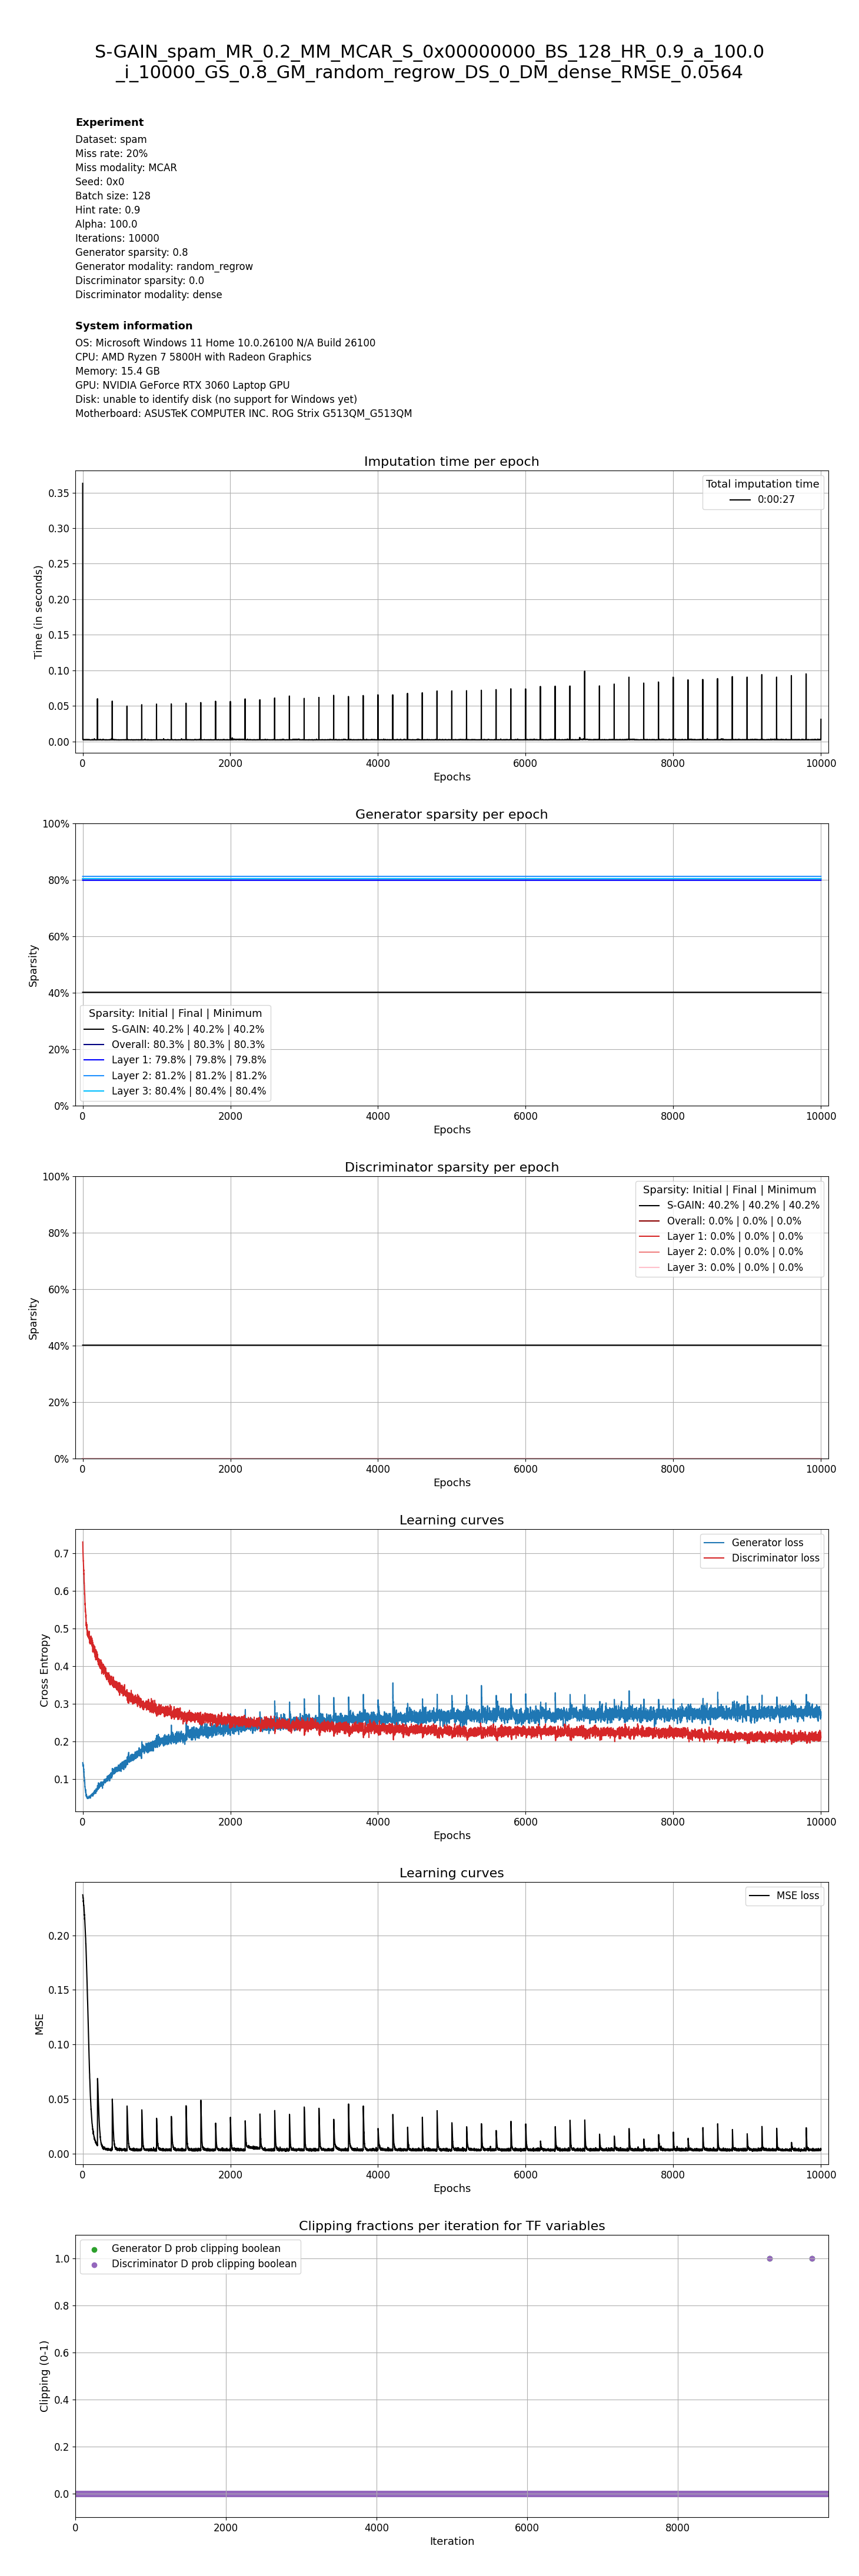 S-GAIN_spam_MR_0.2_MM_MCAR_S_0x00000000_BS_128_HR_0.9_a_100.0
_i_10000_GS_0.8_GM_random_regrow_DS_0_DM_dense_RMSE_0.0564
Experiment
Dataset: spam
Miss rate: 20%
Miss modality: MCAR
Seed: 0x0
Batch size: 128
Hint rate: 0.9
Alpha: 100.0
Iterations: 10000
Generator sparsity: 0.8
Generator modality: random_regrow
Discriminator sparsity: 0.0
Discriminator modality: dense
System information
OS: Microsoft Windows 11 Home 10.0.26100 N/A Build 26100
CPU: AMD Ryzen 7 5800H with Radeon Graphics
Memory: 15.4 GB
GPU: NVIDIA GeForce RTX 3060 Laptop GPU
Disk: unable to identify disk (no support for Windows yet)
Motherboard: ASUSTeK COMPUTER INC. ROG Strix G513QM_G513QM
Imputation time per epoch
Total imputation time
0:00:27
Time (in seconds)
0.35
0.30
0.25
0.20
0.15
0.10
0.05
0.00
0 2000 4000 6000 8000 10000
Epochs
Generator sparsity per epoch
Sparsity
100%
80%
60%
40%
20%
0%
Sparsity: Initial | Final | Minimum
S-GAIN: 40.2% | 40.2% | 40.2%
Overall: 80.3% | 80.3% | 80.3%
Layer 1: 79.8% | 79.8% | 79.8%
Layer 2: 81.2% | 81.2% | 81.2%
Layer 3: 80.4% | 80.4% | 80.4%
0 2000 4000 6000 8000 10000
Epochs
Discriminator sparsity per epoch
Sparsity
100%
80%
60%
40%
20%
0%
Sparsity: Initial | Final | Minimum
S-GAIN: 40.2% | 40.2% | 40.2%
Overall: 0.0% | 0.0% | 0.0%
Layer 1: 0.0% | 0.0% | 0.0%
Layer 2: 0.0% | 0.0% | 0.0%
Layer 3: 0.0% | 0.0% | 0.0%
0 2000 4000 6000 8000 10000
Epochs
Learning curves
Generator loss
Discriminator loss
Cross Entropy
0.7
0.6
0.5
0.4
0.3
0.2
0.1
0 2000 4000 6000 8000 10000
Epochs
Learning curves
MSE loss
MSE
0.20
0.15
0.10
0.05
0.00
0 2000 4000 6000 8000 10000
Epochs
Clipping fractions per iteration for TF variables
Generator D prob clipping boolean
Discriminator D prob clipping boolean
Clipping (0-1)
1.0
0.8
0.6
0.4
0.2
0.0
0 2000 4000 6000 8000
Iteration